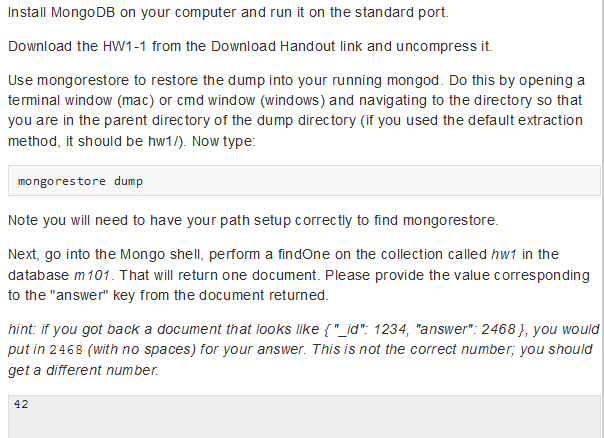 Install MongoDB on your computer and run it on the standard port.
Download the HW1-1 from the Download Handout link and uncompress it.
Use mongorestore to restore the dump into your running mongod. Do this by opening a
terminal window (mac) or cmd window (windows) and navigating to the directory so that
you are in the parent directory of the dump directory (if you used the default extraction
method, it should be hw1/). Now type:
mongorestore dump
Note you will need to have your path setup correctly to find mongorestore.
Next, go into the Mongo shell, perform a findOne on the collection called hw1 in the
database m101. That will return one document. Please provide the value corresponding
to the "answer" key from the document returned.
hint: if you got back a document that looks like { "_id": 1234, "answer": 2468 }, you would
put in 2468 (with no spaces) for your answer. This is not the correct number; you should
get a different number.
42